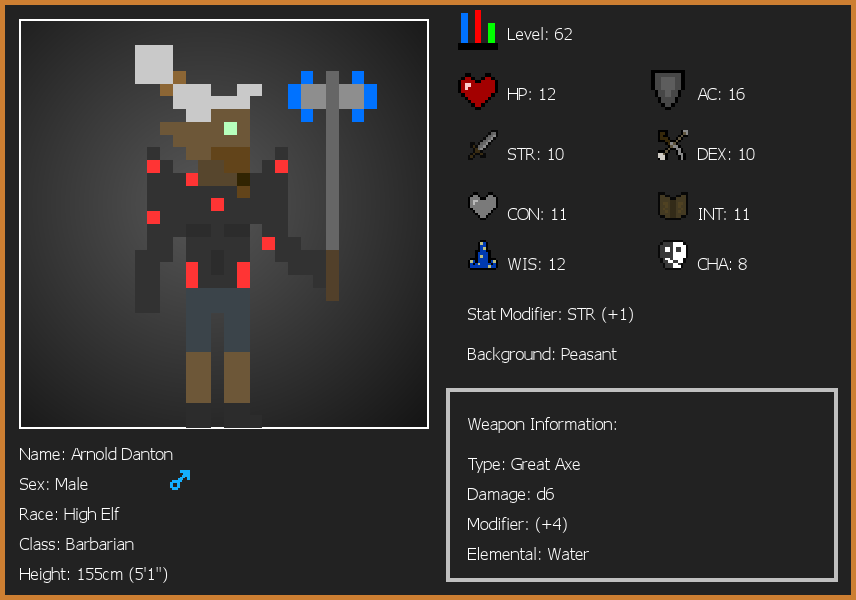 Level: 62
HP: 12
AC: 16
STR: 10
DEX: 10
CON: 11
INT: 11
WIS: 12
CHA: 8
Stat Modifier: STR (+1)
Background: Peasant
Weapon Information:
Type: Great Axe
Damage: d6
Modifier: (+4)
Elemental: Water
Name: Arnold Danton
Sex: Male
Race: High Elf
Class: Barbarian
Height: 155cm (5'1")